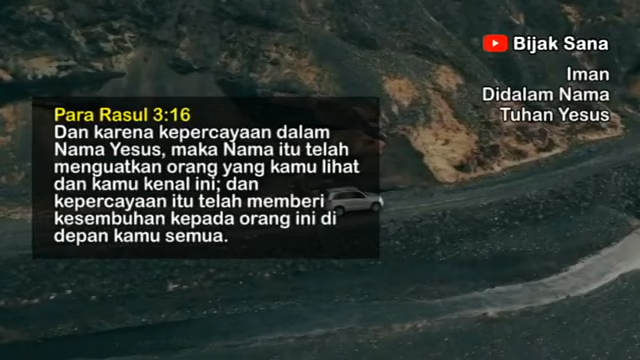 Bijak Sana
Iman
Didalam Nama
Tuhan Yesus
Para Rasul 3:16
Dan karena kepercayaan dalam
Nama Yesus, maka Nama itu telah
menguatkan orang yang kamu lihat
dan kamu kenal ini; dan
kepercayaan itu telah memberi
kesembuhan kepada orang ini di
depan kamu semua.